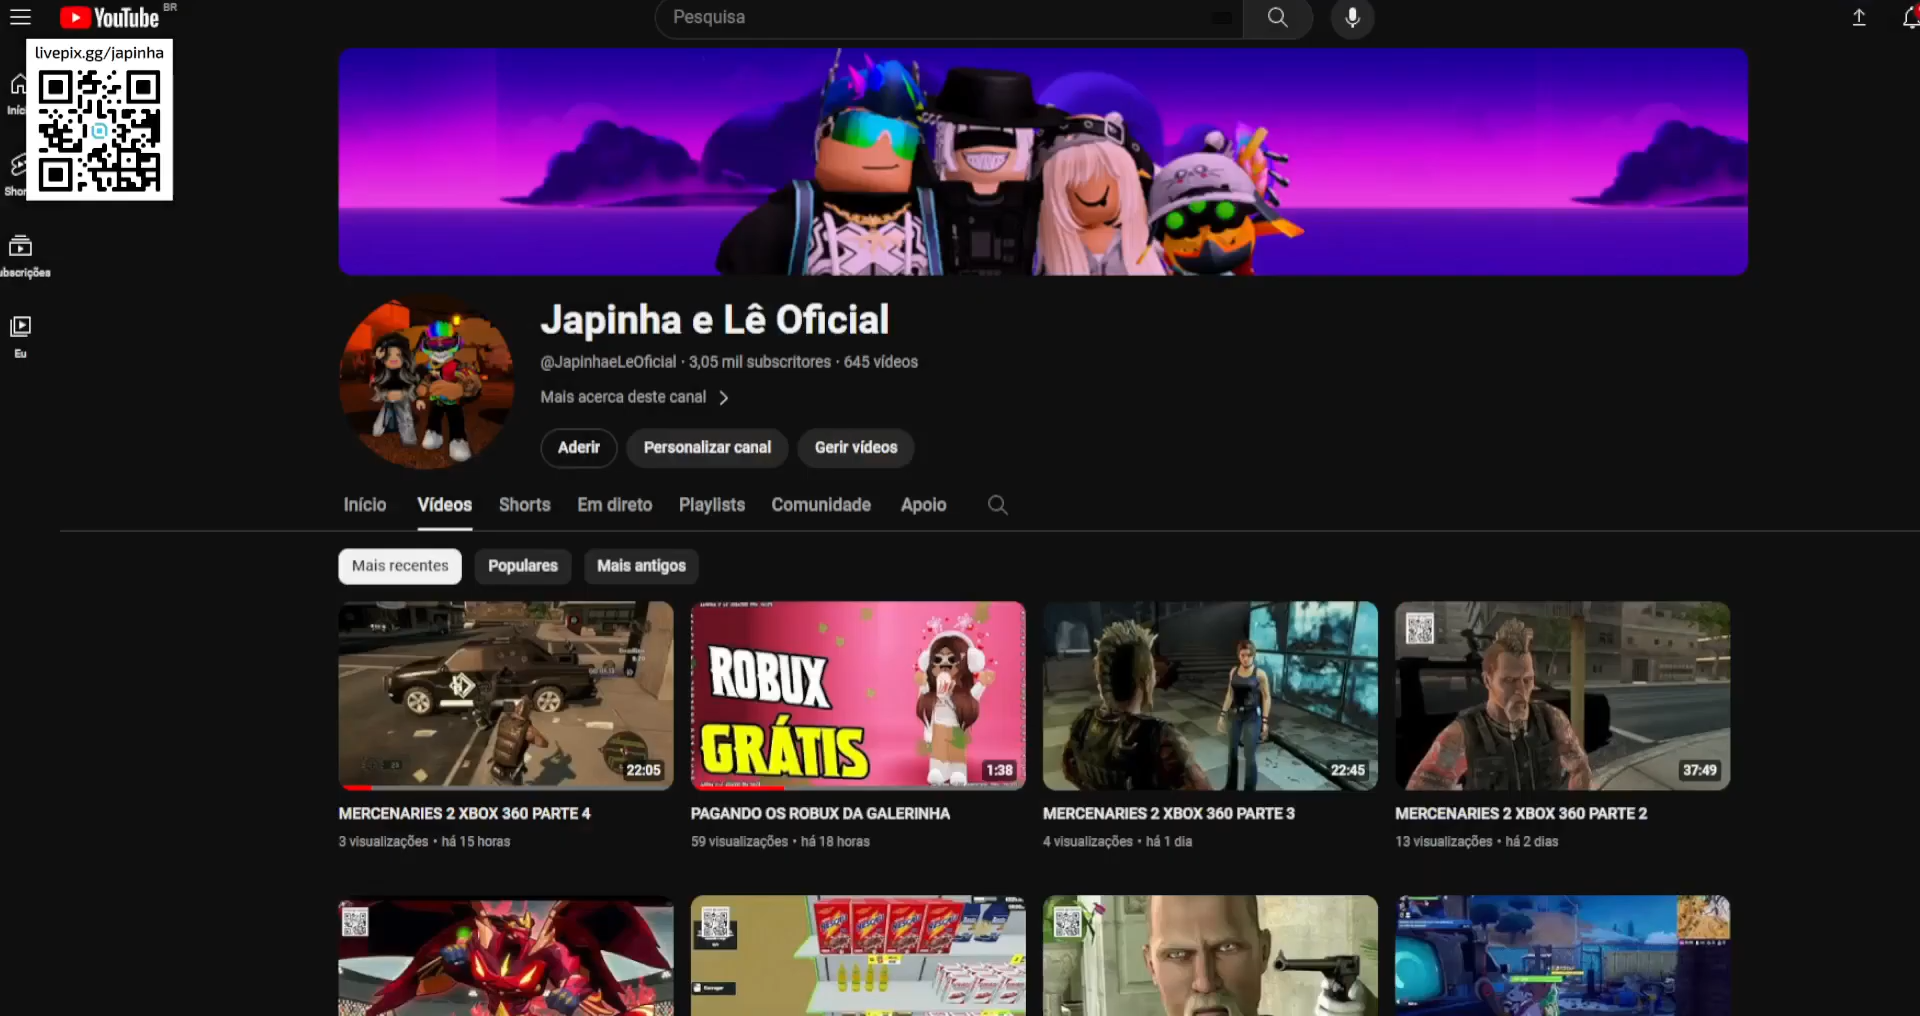 YouTube BR
Pesquisa
livepix.gg/japinha
Iníc
Shor
ubscrições
Eu
Japinha e Lê Oficial
@JapinhaeLeOficial · 3,05 mil subscritores · 645 vídeos
Mais acerca deste canal
Aderir
Personalizar canal
Gerir vídeos
Início
Vídeos
Shorts
Em direto
Playlists
Comunidade
Apoio
Mais recentes
Populares
Mais antigos
22:05
ROBUX
GRÁTIS
1:38
22:45
37:49
MERCENARIES 2 XBOX 360 PARTE 4
3 visualizações • há 15 horas
PAGANDO OS ROBUX DA GALERINHA
59 visualizações • há 18 horas
MERCENARIES 2 XBOX 360 PARTE 3
4 visualizações • há 1 dia
MERCENARIES 2 XBOX 360 PARTE 2
13 visualizações • há 2 dias